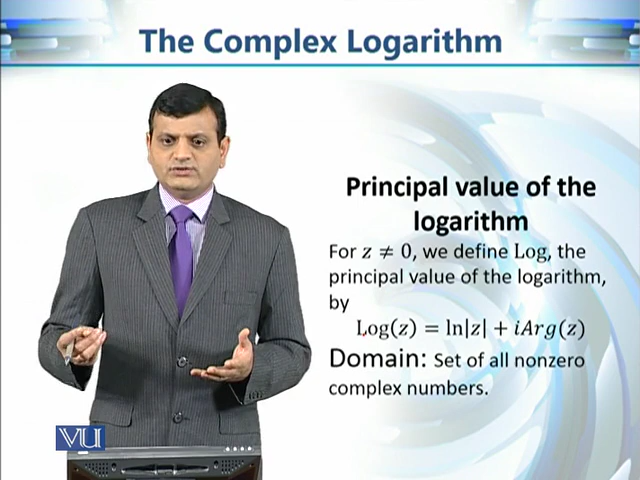 The Complex Logarithm
Principal value of the
logarithm
For z ≠ 0, we define Log, the
principal value of the logarithm,
by
Log(z) = ln|z| + iArg(z)
Domain: Set of all nonzero
complex numbers.
VU